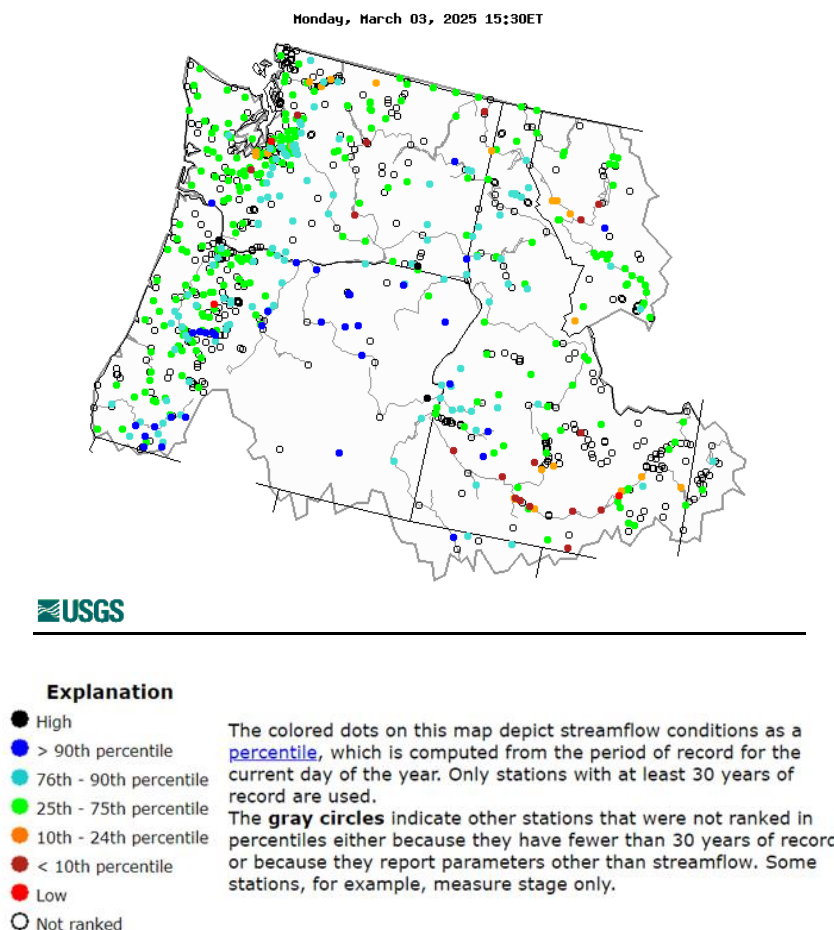 Monday, March 03, 2025 15:30ET
USGS
Explanation
High
> 90th percentile
76th - 90th percentile
25th - 75th percentile
10th - 24th percentile
< 10th percentile
Low
Not ranked
The colored dots on this map depict streamflow conditions as a
percentile, which is computed from the period of record for the
current day of the year. Only stations with at least 30 years of
record are used.
The gray circles indicate other stations that were not ranked in
percentiles either because they have fewer than 30 years of record
or because they report parameters other than streamflow. Some
stations, for example, measure stage only.